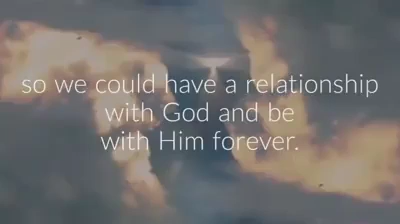 so we could have a relationship
with God and be
with Him forever.